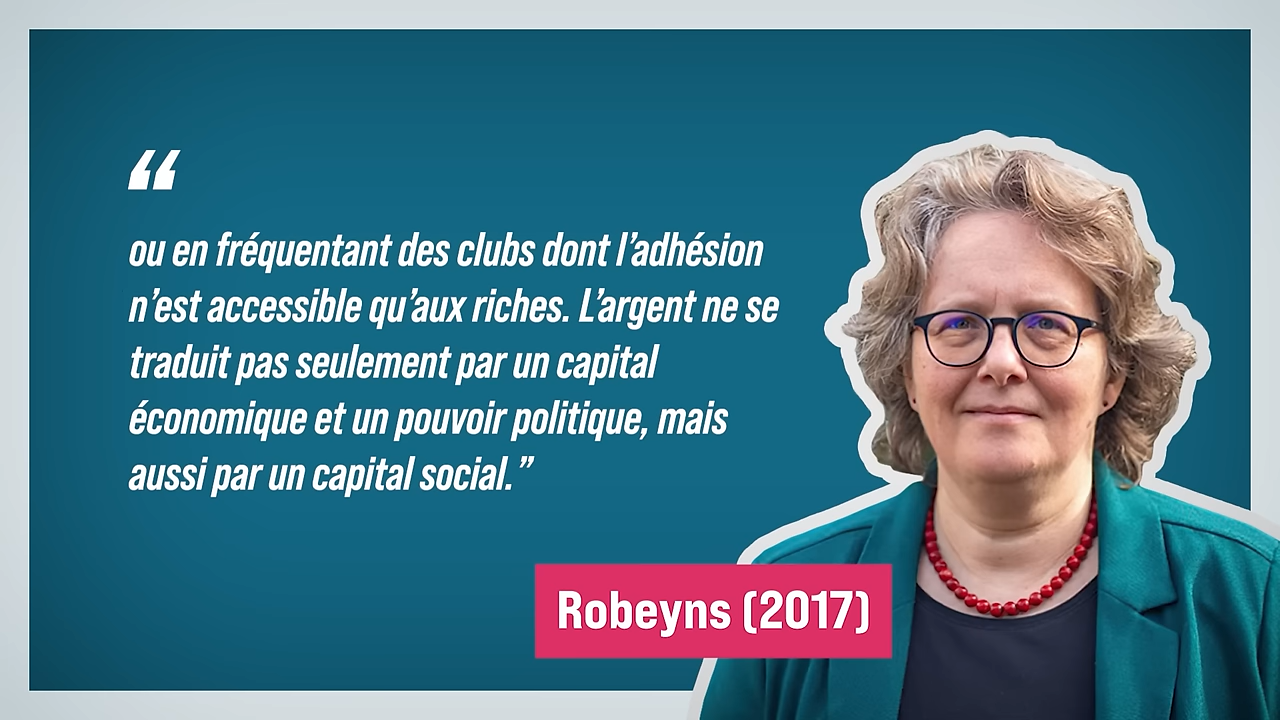 “
ou en fréquentant des clubs dont l’adhésion
n’est accessible qu’aux riches. L’argent ne se
traduit pas seulement par un capital
économique et un pouvoir politique, mais
aussi par un capital social.”
Robeyns (2017)